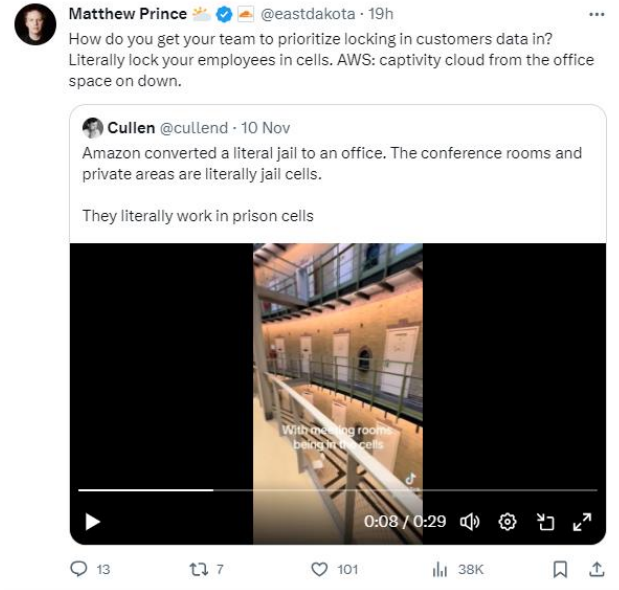 Matthew Prince @eastdakota · 19h
How do you get your team to prioritize locking in customers data in?
Literally lock your employees in cells. AWS: captivity cloud from the office
space on down.
Cullen @cullend · 10 Nov
Amazon converted a literal jail to an office. The conference rooms and
private areas are literally jail cells.
They literally work in prison cells
With meeting rooms
being in the cells
0:08 / 0:29
13 7 101 38K